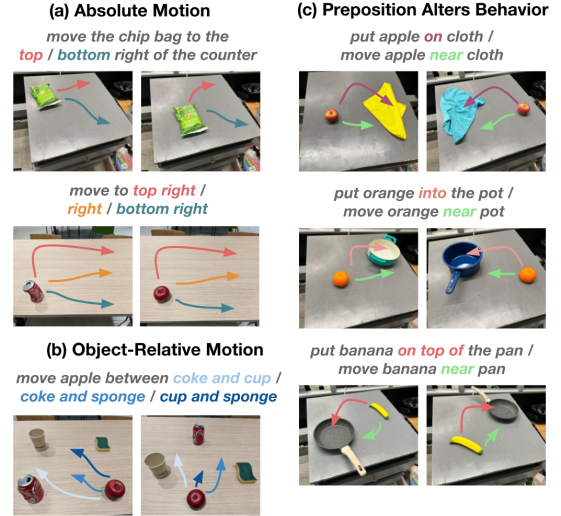 (a) Absolute Motion
move the chip bag to the
top / bottom right of the counter
move to top right /
right / bottom right
(b) Object-Relative Motion
move apple between coke and cup /
coke and sponge / cup and sponge
(c) Preposition Alters Behavior
put apple on cloth /
move apple near cloth
put orange into the pot /
move orange near pot
put banana on top of the pan /
move banana near pan